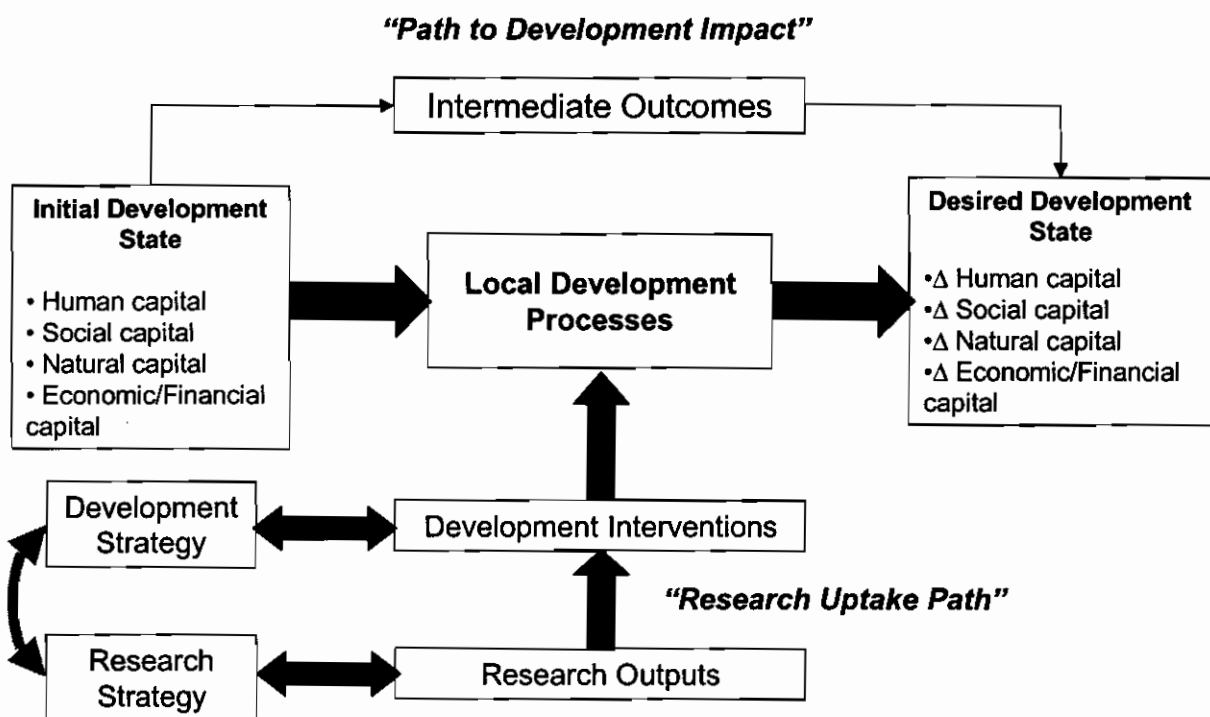 “Path to Development Impact”
Intermediate Outcomes
Initial Development
State
• Human capital
• Social capital
• Natural capital
• Economic/Financial
capital
Local Development
Processes
Desired Development
State
•Δ Human capital
•Δ Social capital
•Δ Natural capital
•Δ Economic/Financial
capital
Development
Strategy
Development Interventions
“Research Uptake Path”
Research
Strategy
Research Outputs